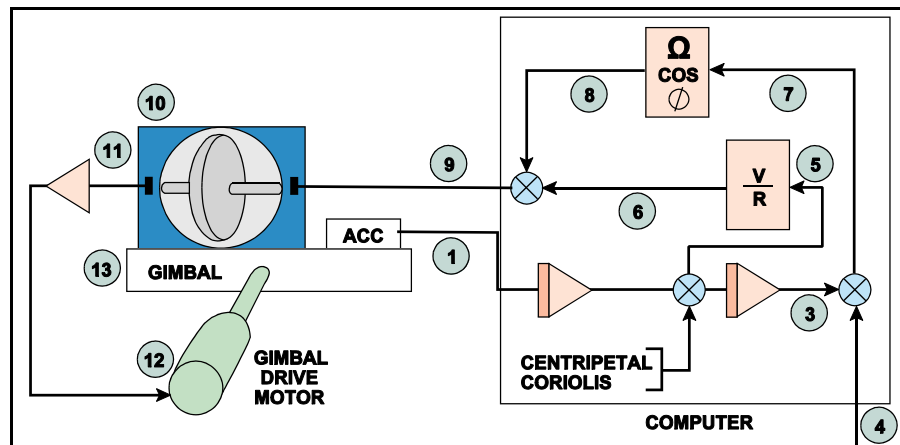 Ω
COS
ϕ
8
7
10
11
9
V
R
5
6
ACC
1
13
GIMBAL
3
12
GIMBAL
DRIVE
MOTOR
CENTRIPETAL
CORIOLIS
COMPUTER
4